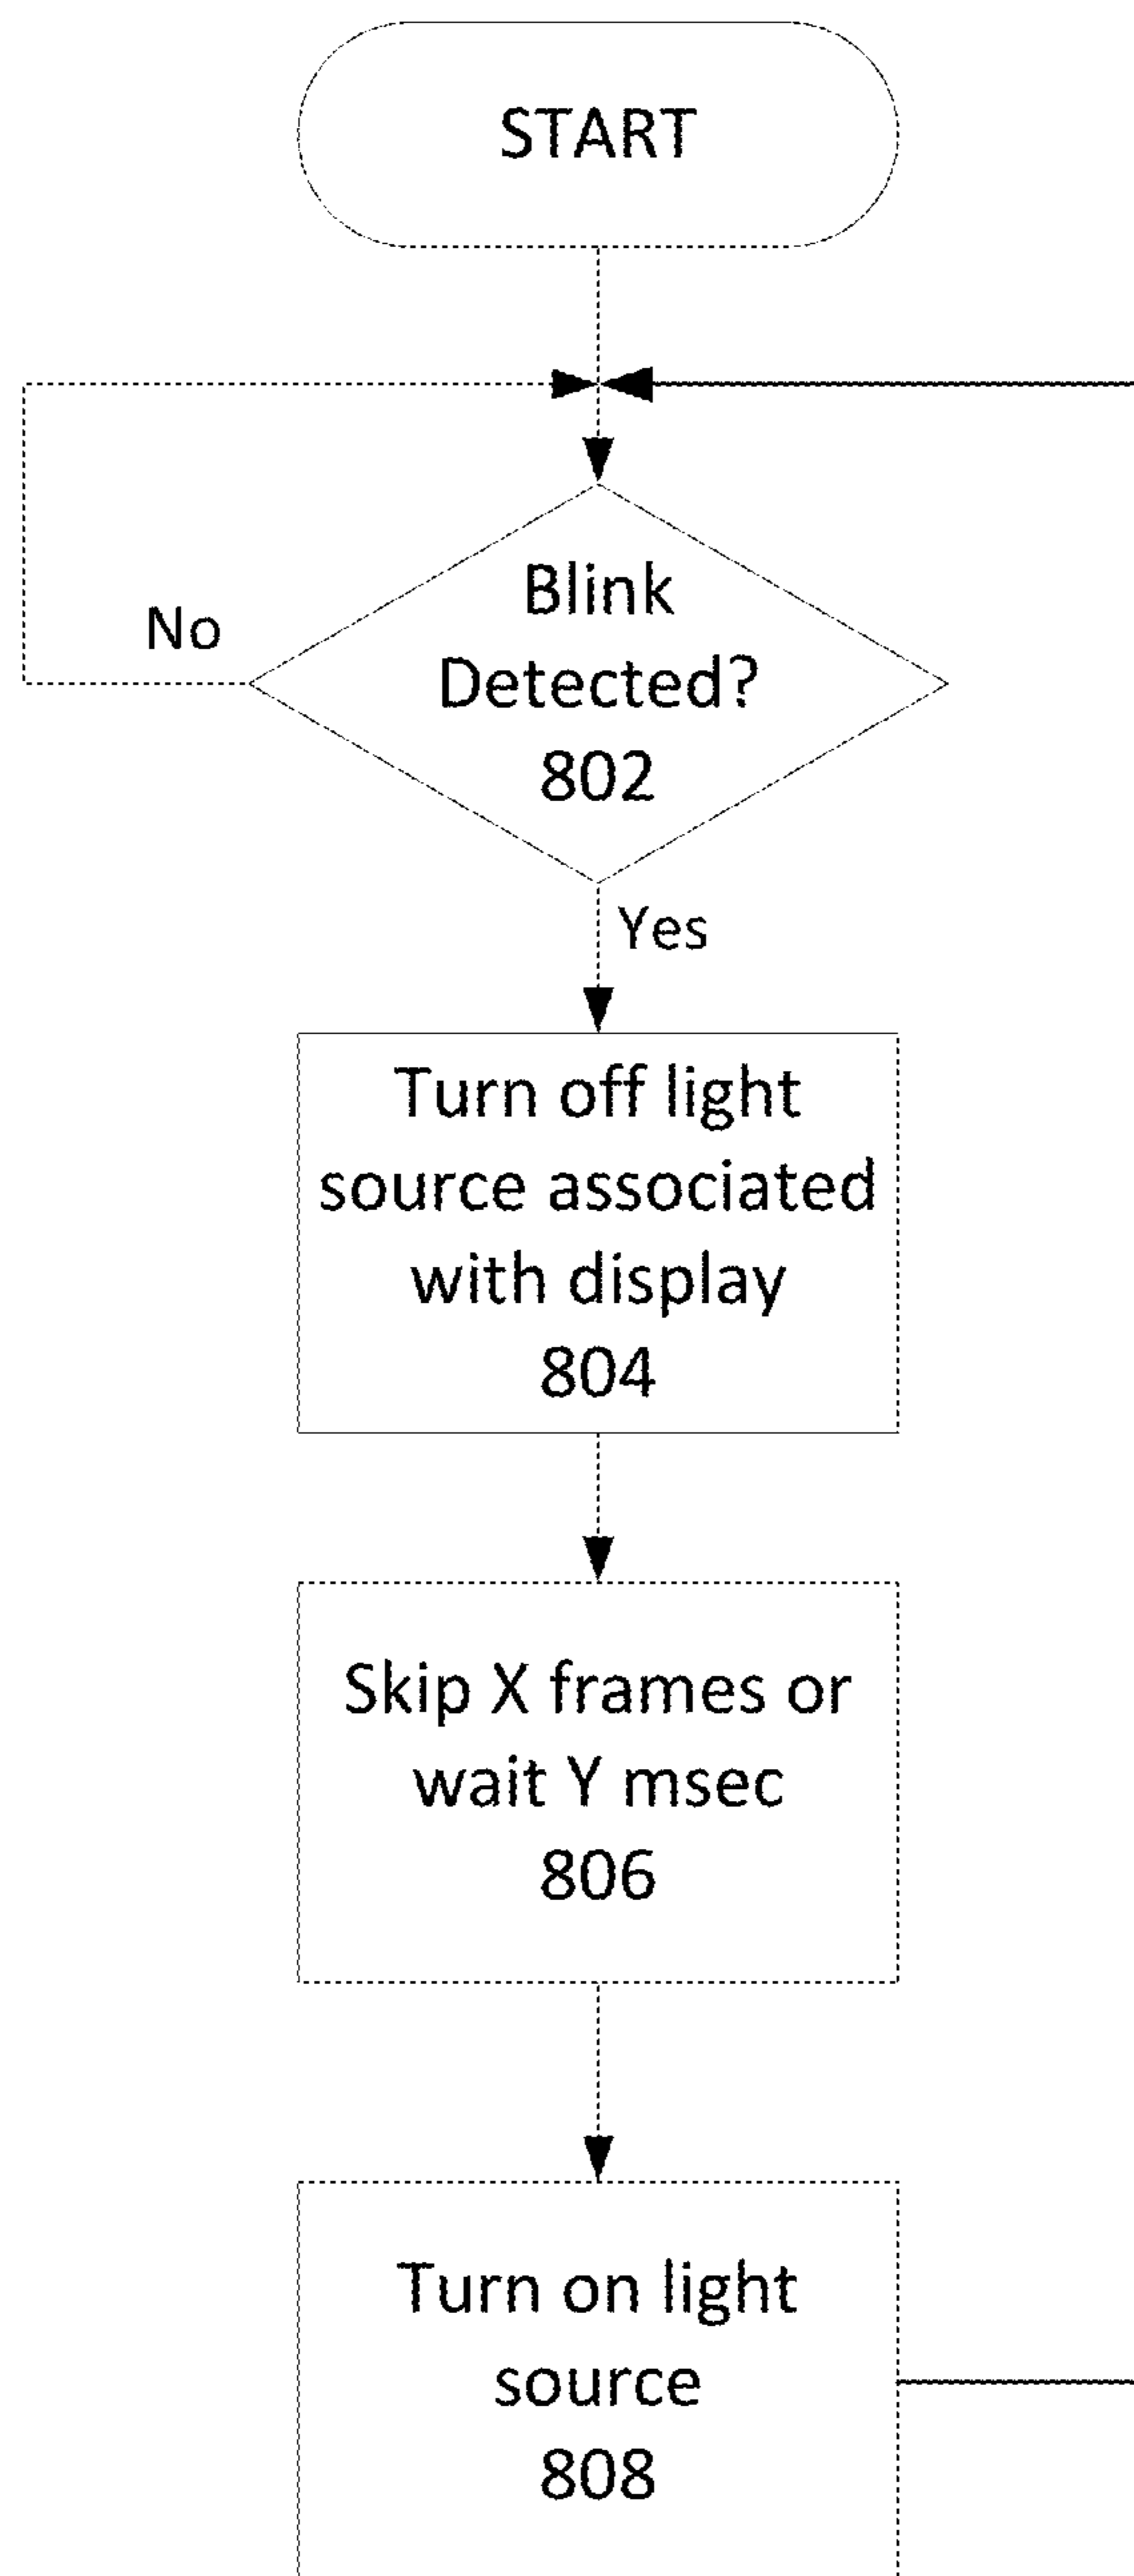 START
Blink
Detected?
802
No
Yes
Turn off light
source associated
with display
804
Skip X frames or
wait Y msec
806
Turn on light
source
808